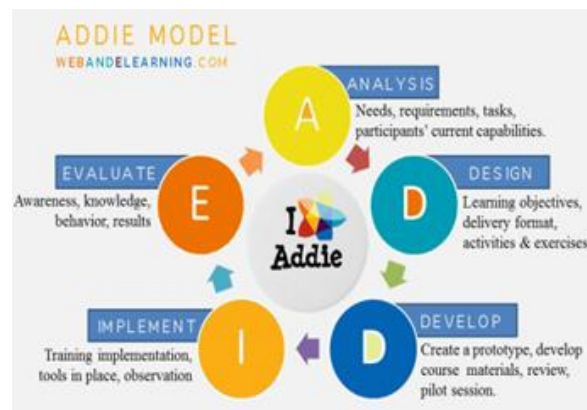 ADDIE MODEL
WEBANDELEARNING.COM
A
ANALYSIS
Needs, requirements, tasks,
participants' current capabilities.
D
DESIGN
Learning objectives,
delivery format,
activities & exercises
D
DEVELOP
Create a prototype, develop
course materials, review,
pilot session.
I
IMPLEMENT
Training implementation,
tools in place, observation
E
EVALUATE
Awareness, knowledge,
behavior, results
I
Addie